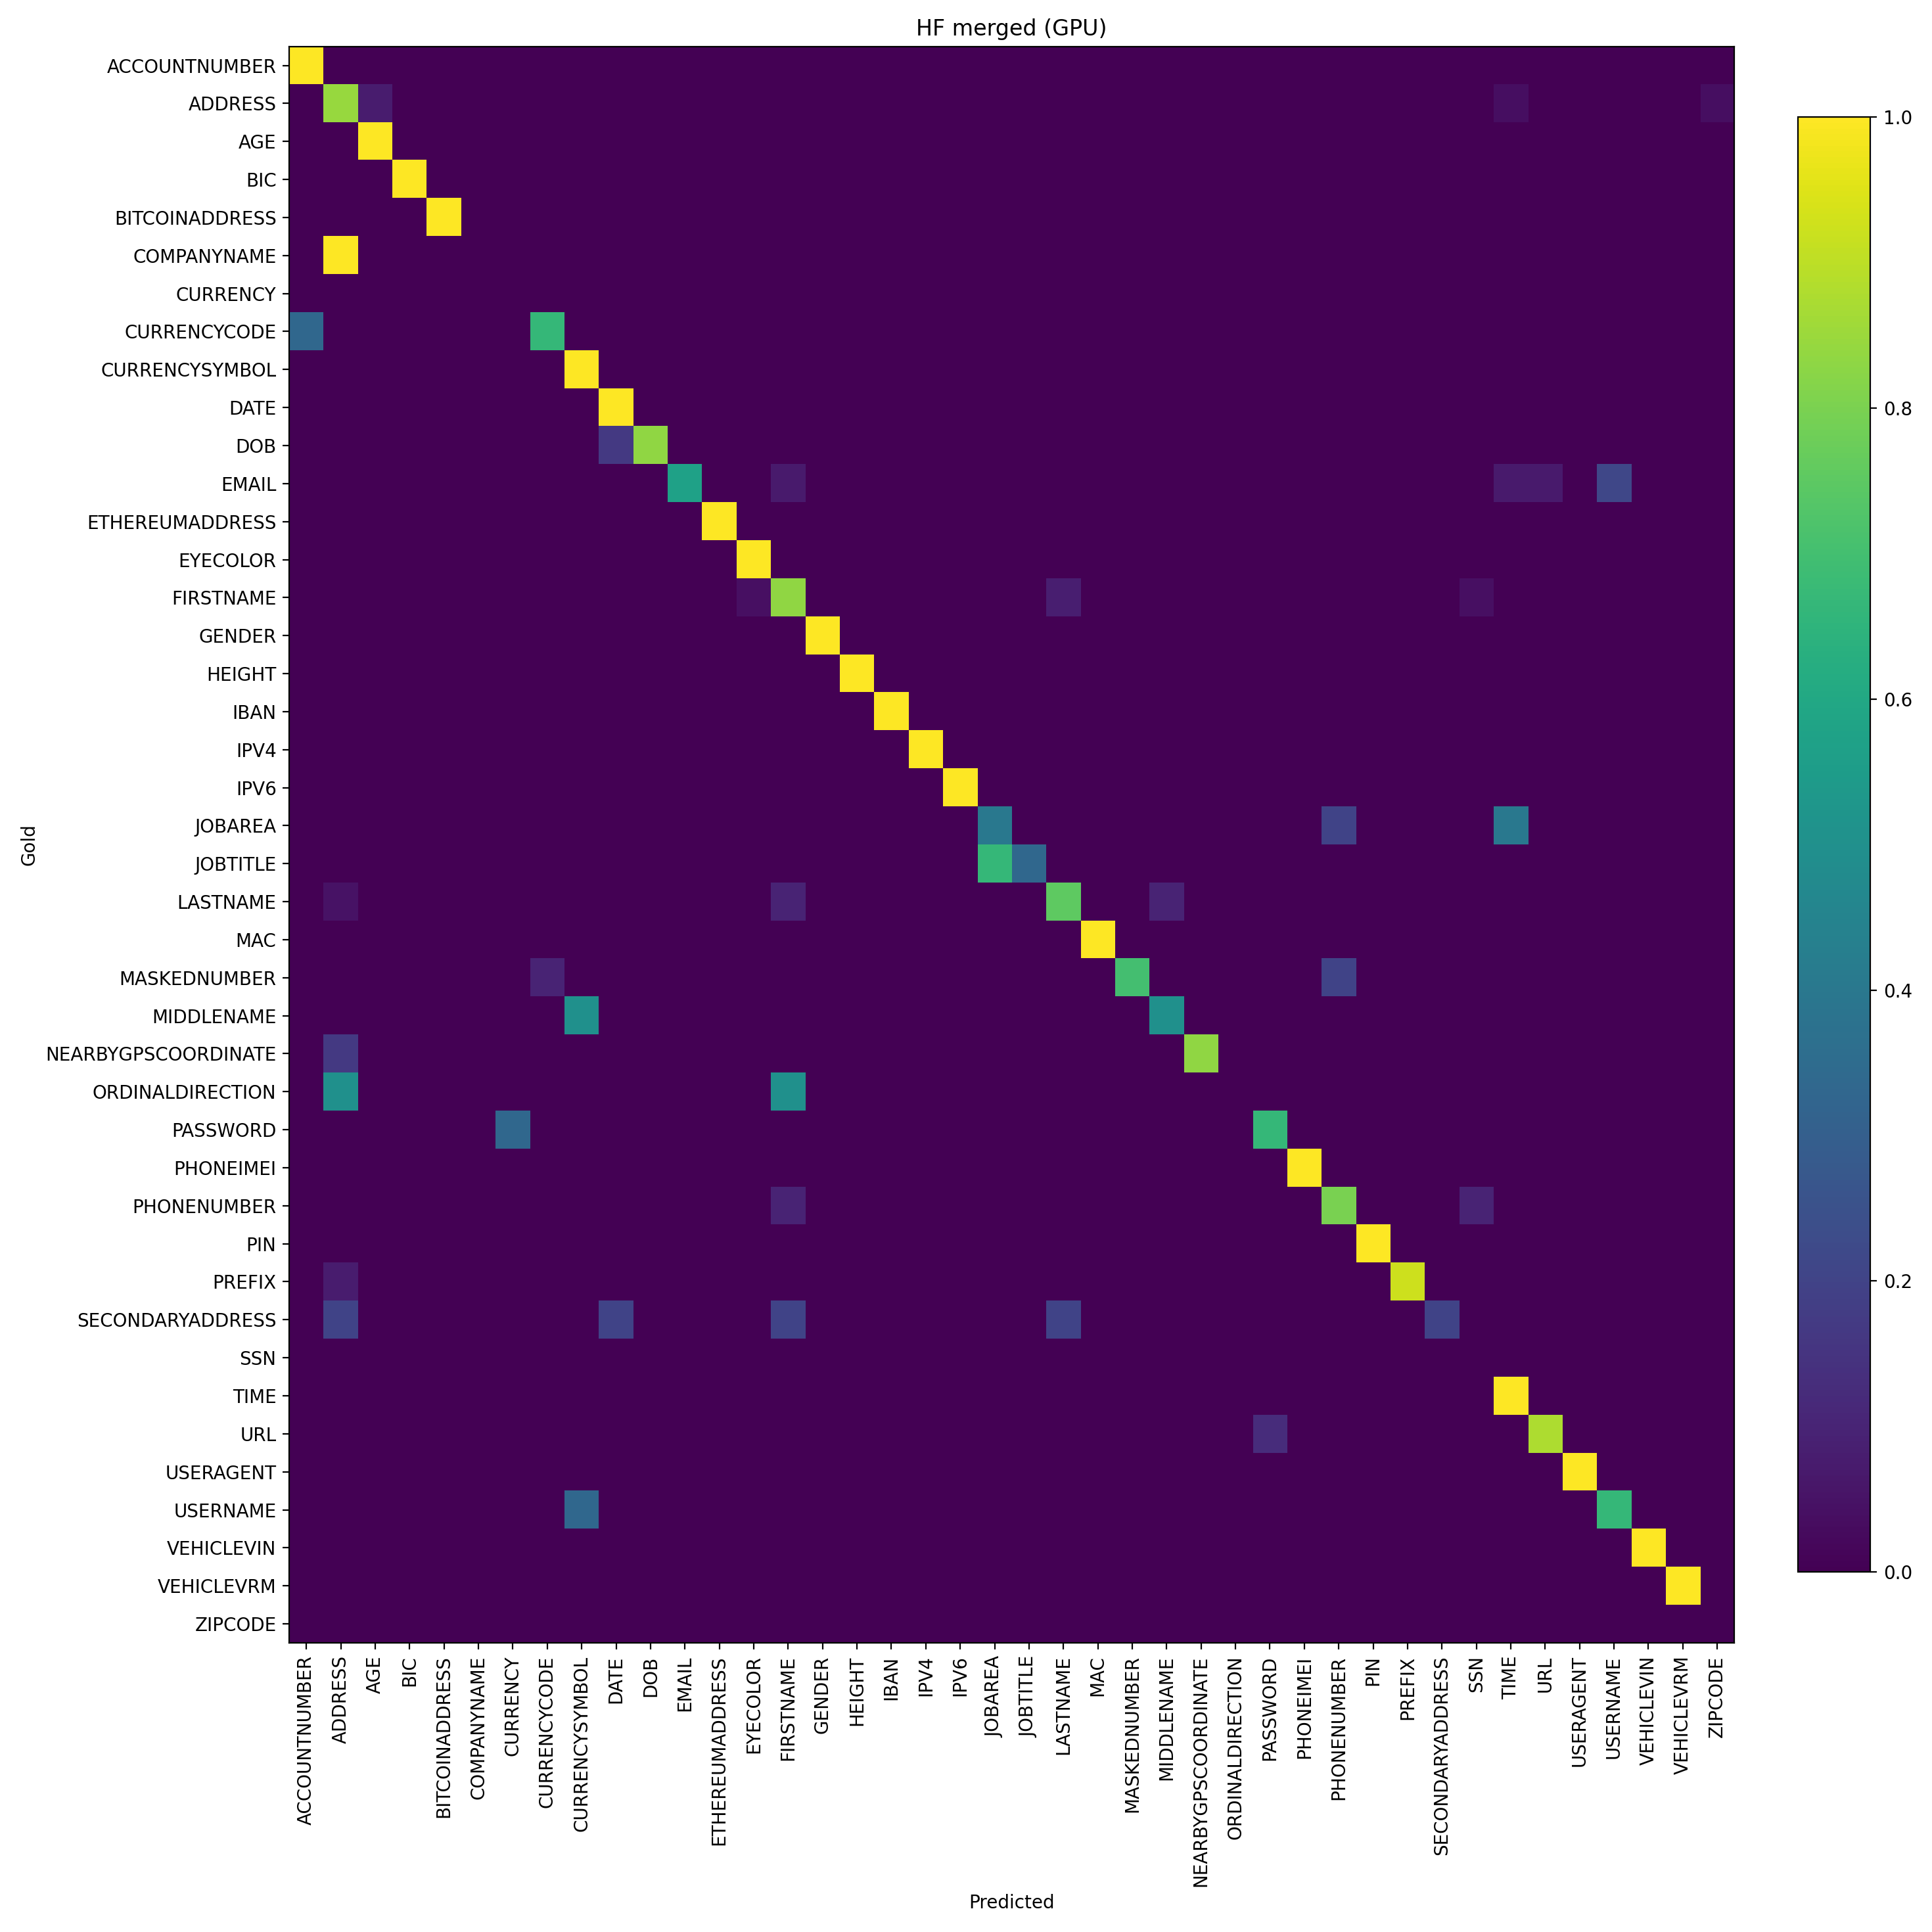 HF merged (GPU)
ACCOUNTNUMBER
ADDRESS
AGE
BIC
BITCOINADDRESS
COMPANYNAME
CURRENCY
CURRENCYCODE
CURRENCYSYMBOL
DATE
DOB
EMAIL
ETHEREUMADDRESS
EYECOLOR
FIRSTNAME
GENDER
HEIGHT
IBAN
IPV4
IPV6
JOBAREA
JOBTITLE
LASTNAME
MAC
MASKEDNUMBER
MIDDLENAME
NEARBYGPSCOORDINATE
ORDINALDIRECTION
PASSWORD
PHONEIMEI
PHONENUMBER
PIN
PREFIX
SECONDARYADDRESS
SSN
TIME
URL
USERAGENT
USERNAME
VEHICLEVIN
VEHICLEVRM
ZIPCODE
Gold
ACCOUNTNUMBER
ADDRESS
AGE
BIC
BITCOINADDRESS
COMPANYNAME
CURRENCY
CURRENCYCODE
CURRENCYSYMBOL
DATE
DOB
EMAIL
ETHEREUMADDRESS
EYECOLOR
FIRSTNAME
GENDER
HEIGHT
IBAN
IPV4
IPV6
JOBAREA
JOBTITLE
LASTNAME
MAC
MASKEDNUMBER
MIDDLENAME
NEARBYGPSCOORDINATE
ORDINALDIRECTION
PASSWORD
PHONEIMEI
PHONENUMBER
PIN
PREFIX
SECONDARYADDRESS
SSN
TIME
URL
USERAGENT
USERNAME
VEHICLEVIN
VEHICLEVRM
ZIPCODE
Predicted
1.0
0.8
0.6
0.4
0.2
0.0